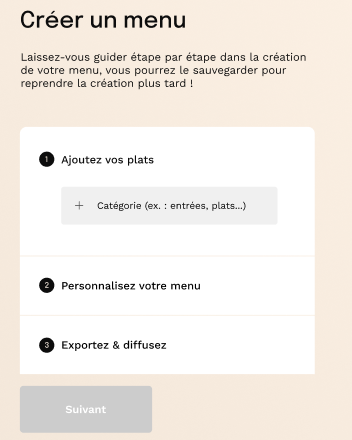 Créer un menu
Laissez-vous guider étape par étape dans la création
de votre menu, vous pourrez le sauvegarder pour
reprendre la création plus tard !
1 Ajoutez vos plats
+ Catégorie (ex. : entrées, plats...)
2 Personnalisez votre menu
3 Exportez & diffusez
Suivant